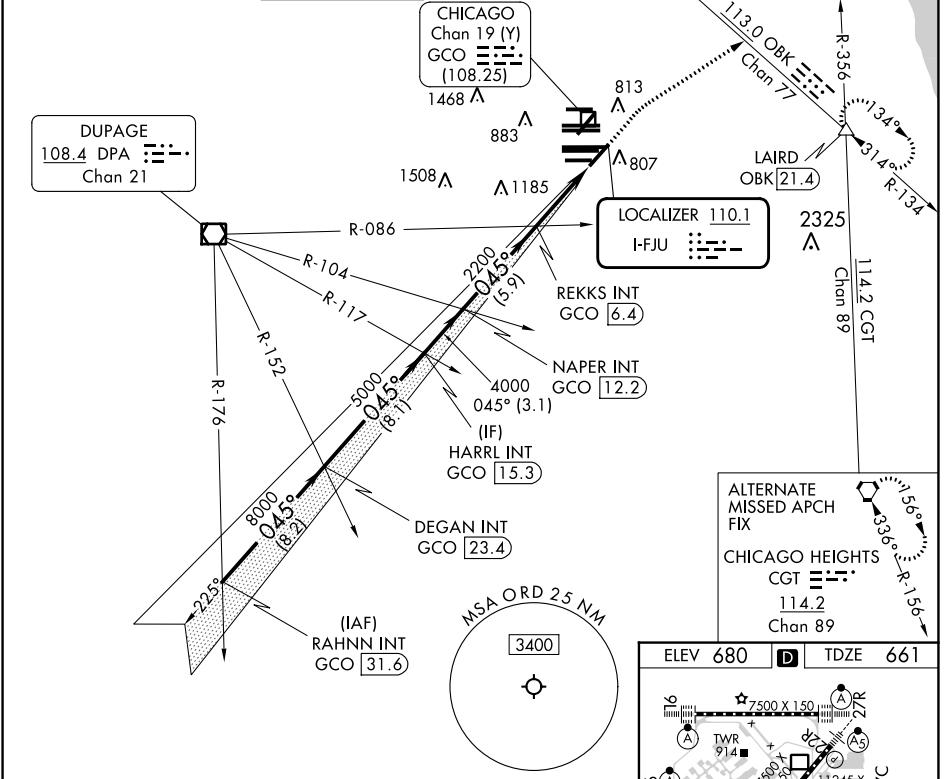 CHICAGO
Chan 19 (Y)
GCO
(108.25)
113.0 OBK
Chan 77
R-356
1468
883
813
807
134°
314°
R-134
LAIRD
OBK 21.4
DUPAGE
108.4 DPA
Chan 21
1508
1185
LOCALIZER 110.1
I-FJU
2325
R-086
R-104
R-117
R-152
R-176
2200
045°
(5.9)
REKKS INT
GCO 6.4
114.2 CGT
Chan 89
NAPER INT
GCO 12.2
4000
045° (3.1)
5000
045°
(8.1)
(IF)
HARRL INT
GCO 15.3
8000
045°
(8.2)
DEGAN INT
GCO 23.4
225°
(IAF)
RAHNN INT
GCO 31.6
MSA ORD 25 NM
3400
ALTERNATE
MISSED APCH
FIX
156°
336°
R-156
CHICAGO HEIGHTS
CGT
114.2
Chan 89
ELEV 680
D
TDZE 661
9L
7500 X 150
A
27R
A
TWR
914
22R
A5
P